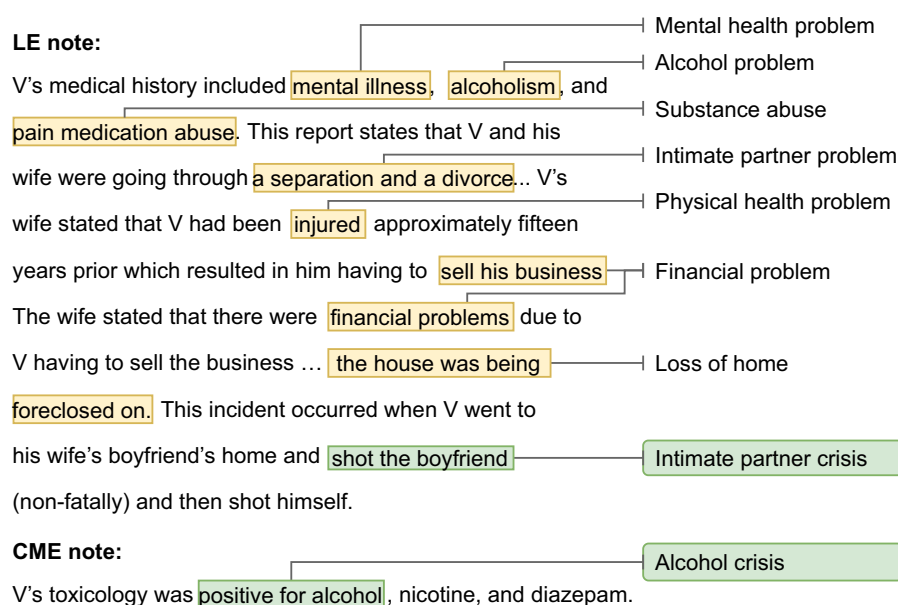 Mental health problem
LE note:
Alcohol problem
V's medical history included mental illness, alcoholism, and
Substance abuse
pain medication abuse. This report states that V and his
Intimate partner problem
wife were going through a separation and a divorce... V's
Physical health problem
wife stated that V had been injured approximately fifteen
years prior which resulted in him having to sell his business
Financial problem
The wife stated that there were financial problems due to
V having to sell the business … the house was being
Loss of home
foreclosed on. This incident occurred when V went to
his wife's boyfriend's home and shot the boyfriend
Intimate partner crisis
(non-fatally) and then shot himself.
CME note:
Alcohol crisis
V's toxicology was positive for alcohol, nicotine, and diazepam.